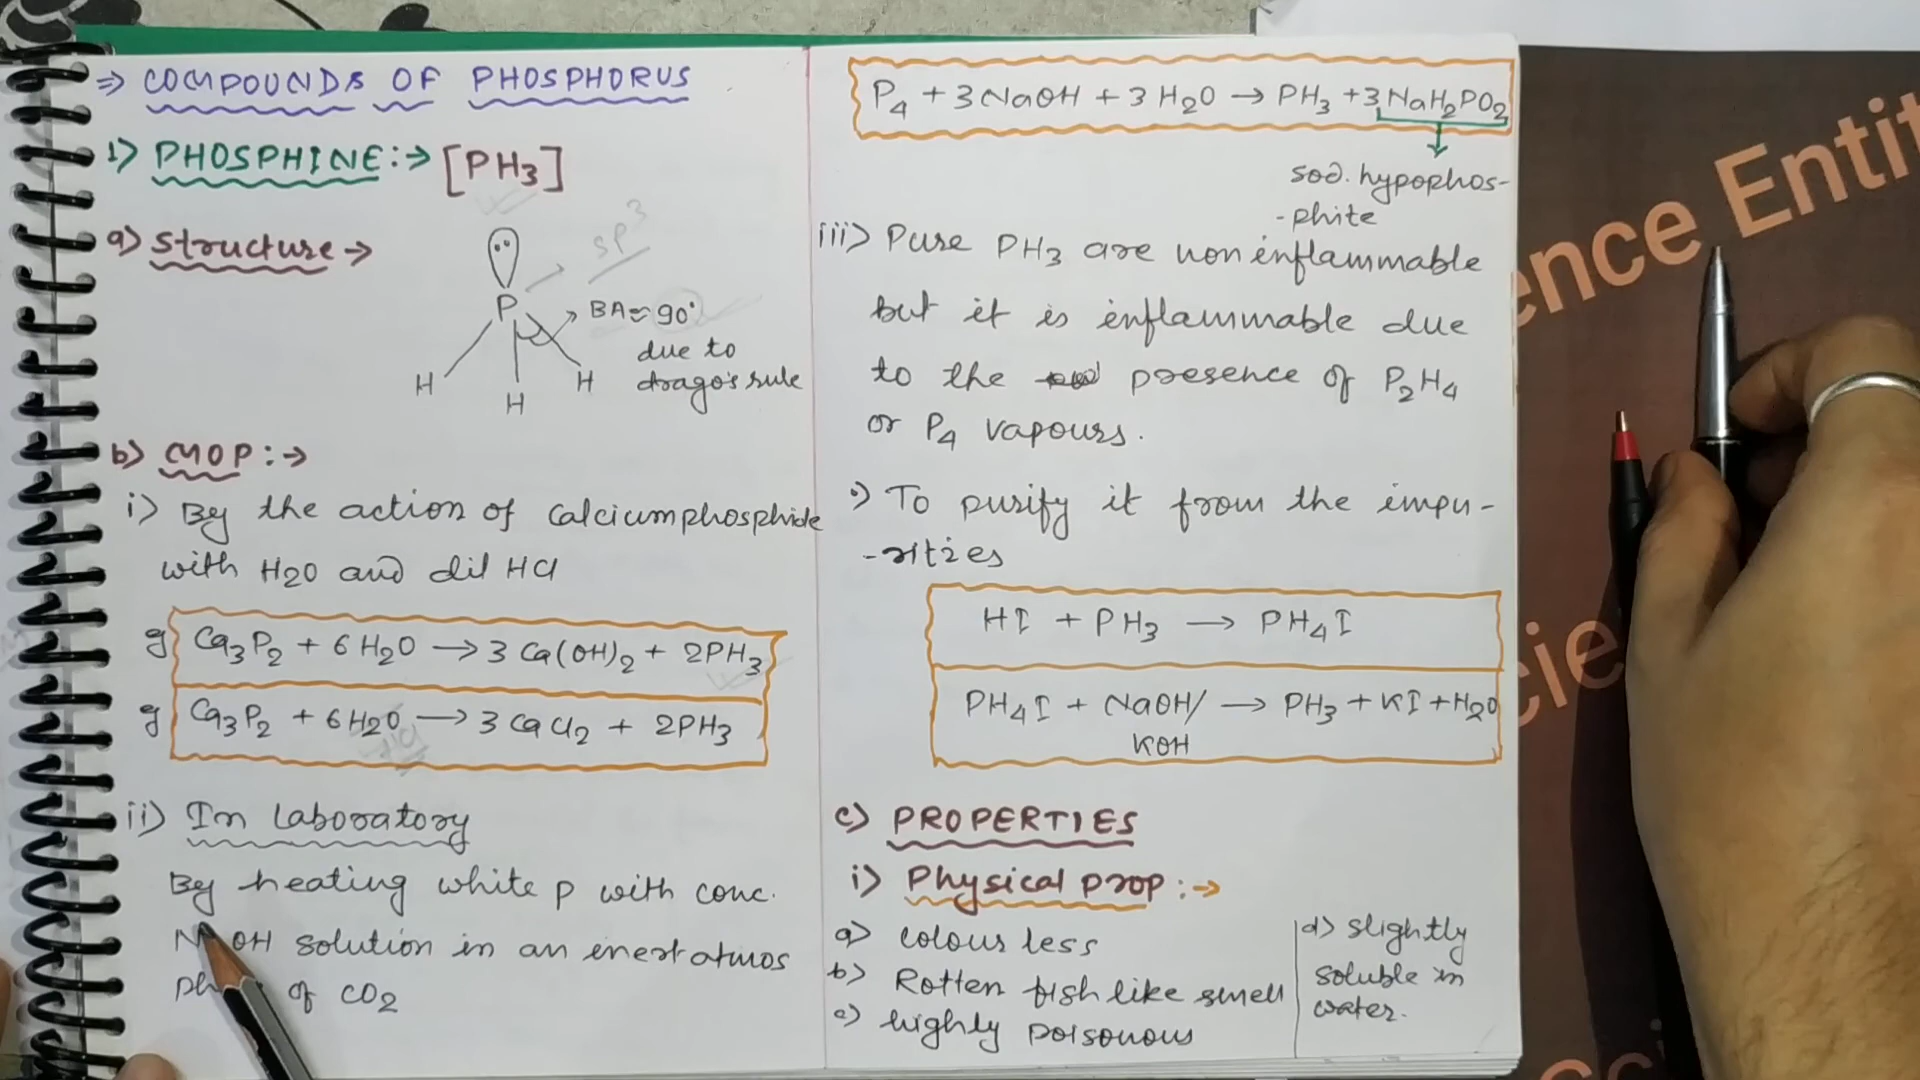 ⇒ COMPOUNDS OF PHOSPHORUS
1) PHOSPHINE:→ [PH3]
a) Structure →
sp³
P
BA≈90°
due to
drago's rule
H
H
H
b) MOP:→
i) By the action of Calciumphosphide
with H2O and dil HCl
Ca3P2 + 6H2O → 3Ca(OH)2 + 2PH3
Ca3P2 + 6H2O → 3CaCl2 + 2PH3
HCl
ii) In Laboratory
By heating white P with conc.
OH solution in an inert atmos
of CO2
P4 + 3NaOH + 3H2O → PH3 + 3NaH2PO2
sod. hypophos-
-phite
iii) Pure PH3 are noninflammable
but it is inflammable due
to the presence of P2H4
or P4 vapours.
To purify it from the impu-
-rities
HI + PH3 → PH4I
PH4I + NaOH/ → PH3 + KI + H2O
KOH
c) PROPERTIES
i) Physical prop:→
a) colourless
b) Rotten fish like smell
c) highly poisonous
d) slightly
soluble in
water.
ence Entit
cie